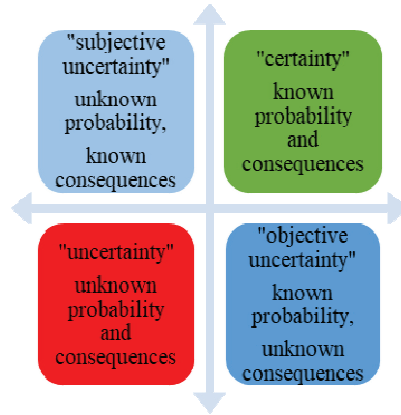 "subjective
uncertainty"
unknown
probability,
known
consequences
"certainty"
known
probability
and
consequences
"uncertainty"
unknown
probability
and
consequences
"objective
uncertainty"
known
probability,
unknown
consequences